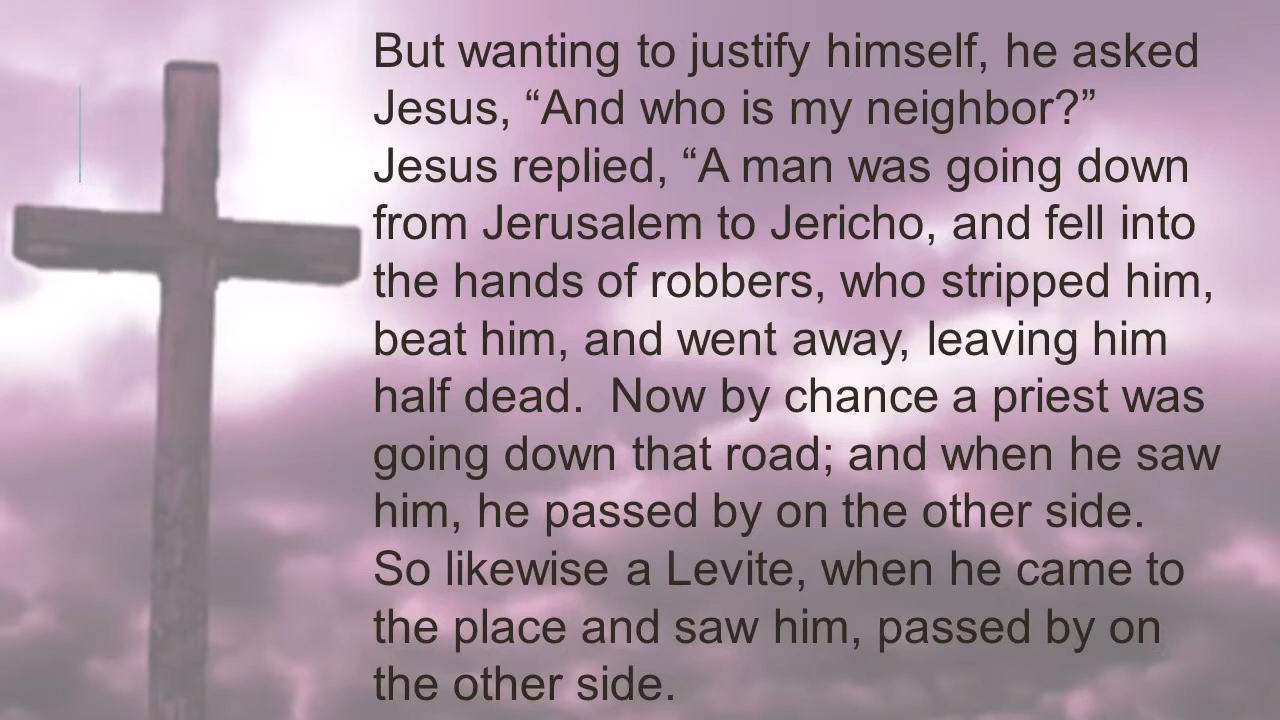 But wanting to justify himself, he asked
Jesus, “And who is my neighbor?”
Jesus replied, “A man was going down
from Jerusalem to Jericho, and fell into
the hands of robbers, who stripped him,
beat him, and went away, leaving him
half dead.  Now by chance a priest was
going down that road; and when he saw
him, he passed by on the other side.
So likewise a Levite, when he came to
the place and saw him, passed by on
the other side.